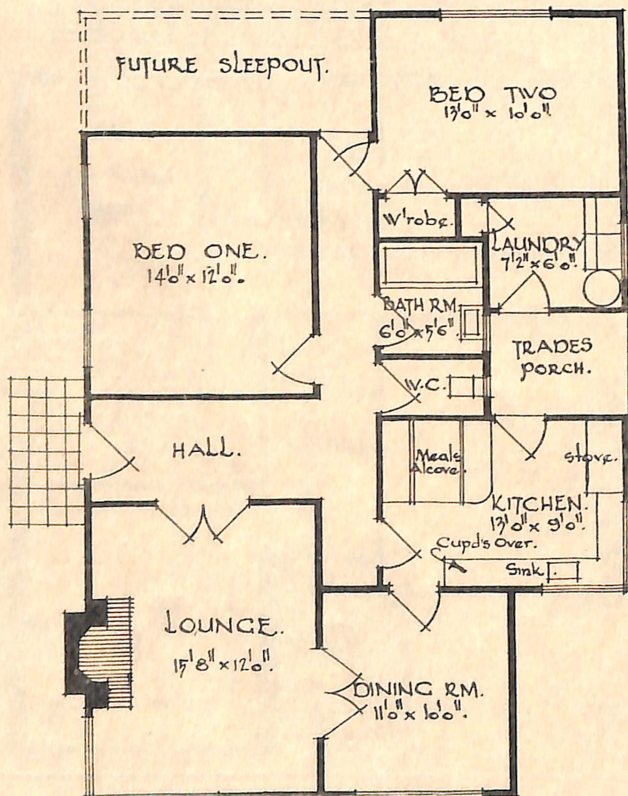 FUTURE SLEEPOUT.
BED TWO
13'0" x 10'0".
W'robe.
LAUNDRY
7'2" x 6'0".
BED ONE.
14'0" x 12'0".
BATH RM.
6'0" x 5'6".
TRADES
PORCH.
W.C.
HALL.
Meals
Alcove.
Stove.
KITCHEN.
13'0" x 9'0".
Cupd's Over.
Sink.
LOUNGE.
15'8" x 12'0".
DINING RM.
11'0" x 10'0".